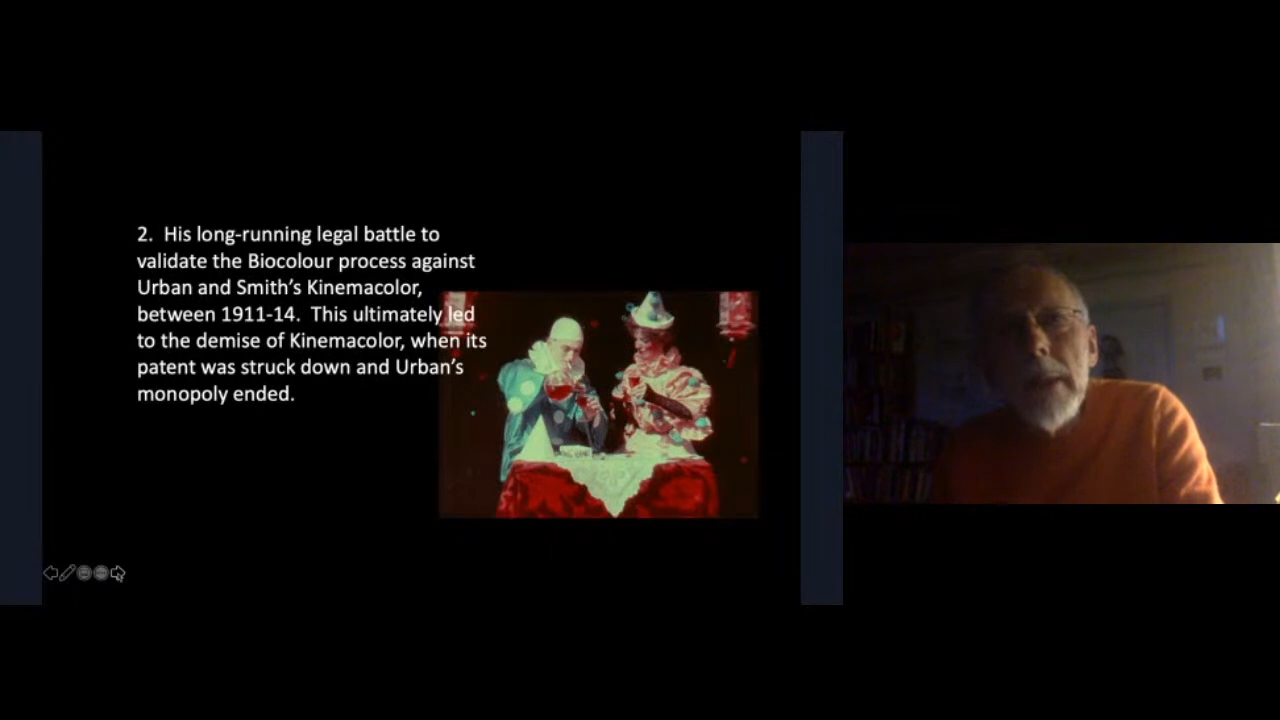 2.  His long-running legal battle to
validate the Biocolour process against
Urban and Smith’s Kinemacolor,
between 1911-14.  This ultimately led
to the demise of Kinemacolor, when its
patent was struck down and Urban’s
monopoly ended.